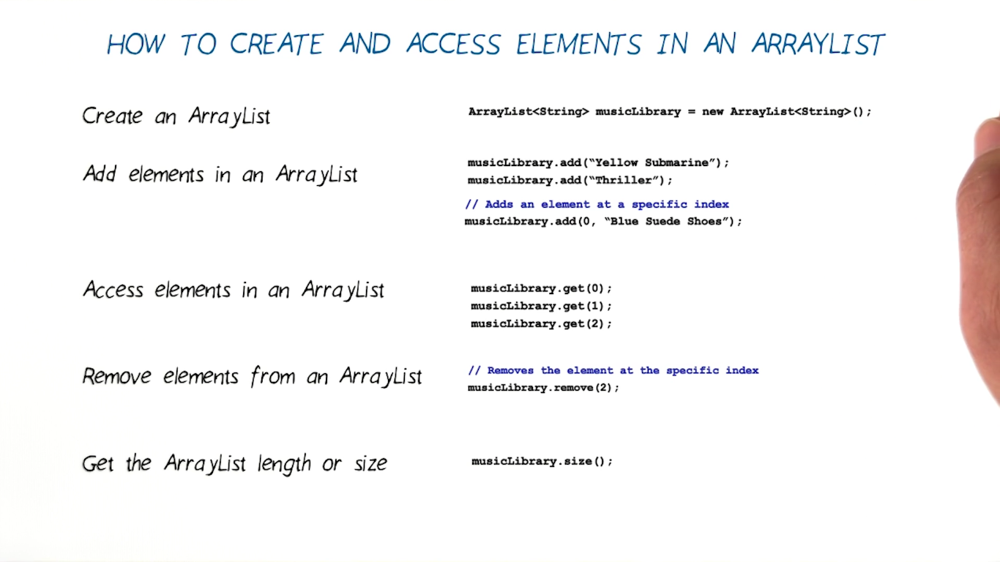 HOW TO CREATE AND ACCESS ELEMENTS IN AN ARRAYLIST
Create an ArrayList
ArrayList<String> musicLibrary = new ArrayList<String>();
Add elements in an ArrayList
musicLibrary.add(“Yellow Submarine”);
musicLibrary.add(“Thriller”);
// Adds an element at a specific index
musicLibrary.add(0, “Blue Suede Shoes”);
Access elements in an ArrayList
musicLibrary.get(0);
musicLibrary.get(1);
musicLibrary.get(2);
Remove elements from an ArrayList
// Removes the element at the specific index
musicLibrary.remove(2);
Get the ArrayList length or size
musicLibrary.size();